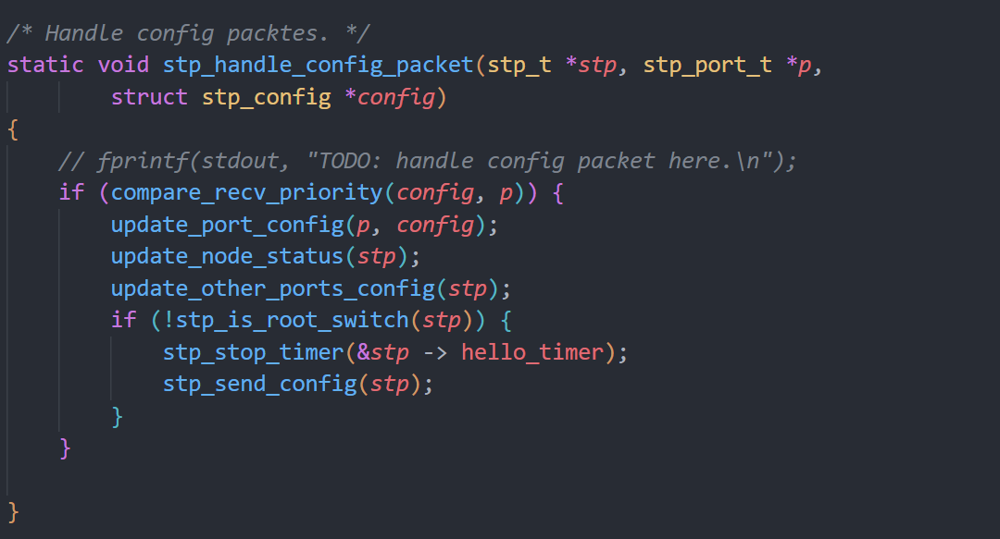 /* Handle config packtes. */
static void stp_handle_config_packet(stp_t *stp, stp_port_t *p,
        struct stp_config *config)
{
    // fprintf(stdout, "TODO: handle config packet here.\n");
    if (compare_recv_priority(config, p)) {
        update_port_config(p, config);
        update_node_status(stp);
        update_other_ports_config(stp);
        if (!stp_is_root_switch(stp)) {
            stp_stop_timer(&stp -> hello_timer);
            stp_send_config(stp);
        }
    }

}